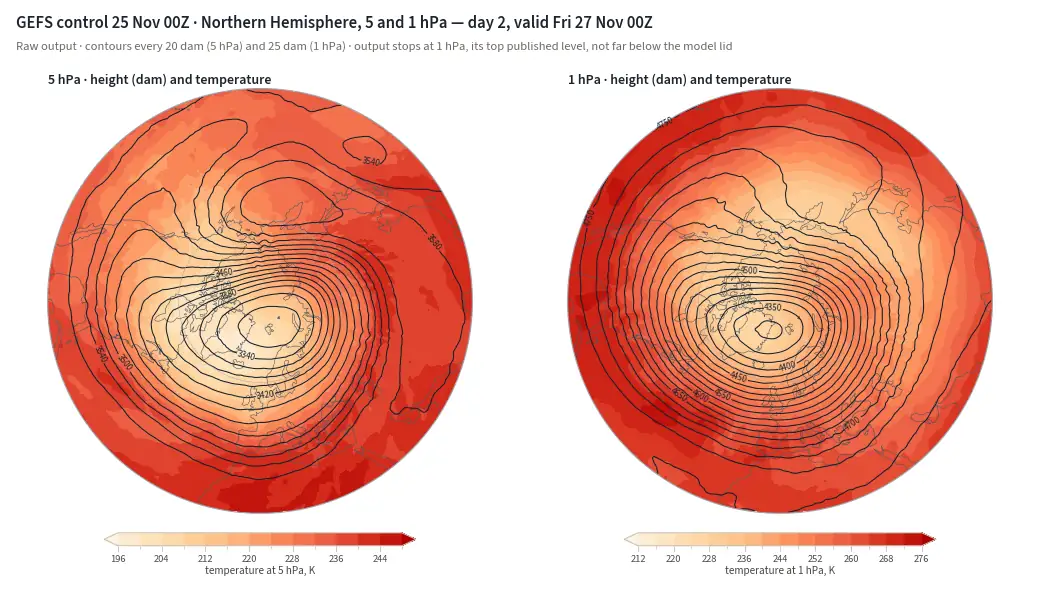 GEFS control 25 Nov 00Z · Northern Hemisphere, 5 and 1 hPa — day 2, valid Fri 27 Nov 00Z
Raw output · contours every 20 dam (5 hPa) and 25 dam (1 hPa) · output stops at 1 hPa, its top published level, not far below the model lid
5 hPa · height (dam) and temperature
3540
3580
3460
3340
3420
3540
3500
196 204 212 220 228 236 244
temperature at 5 hPa, K
1 hPa · height (dam) and temperature
4750
4500
4350
4400
4450
4700
212 220 228 236 244 252 260 268 276
temperature at 1 hPa, K